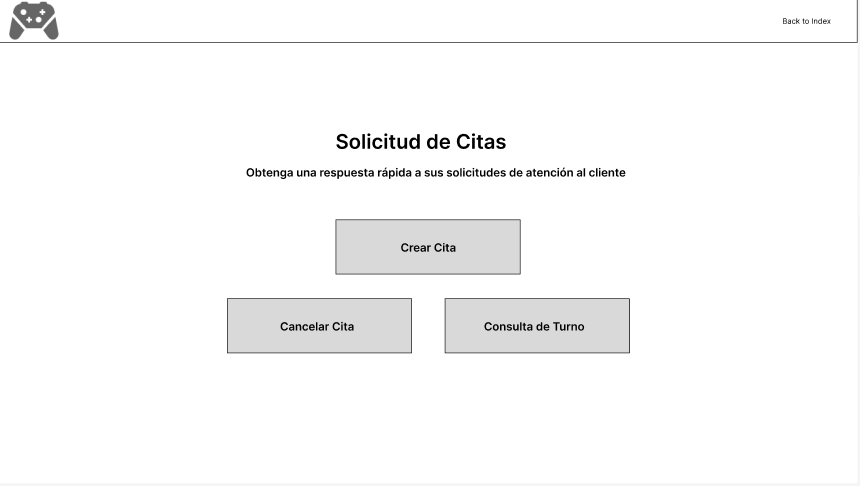 Back to Index
Solicitud de Citas
Obtenga una respuesta rápida a sus solicitudes de atención al cliente
Crear Cita
Cancelar Cita
Consulta de Turno